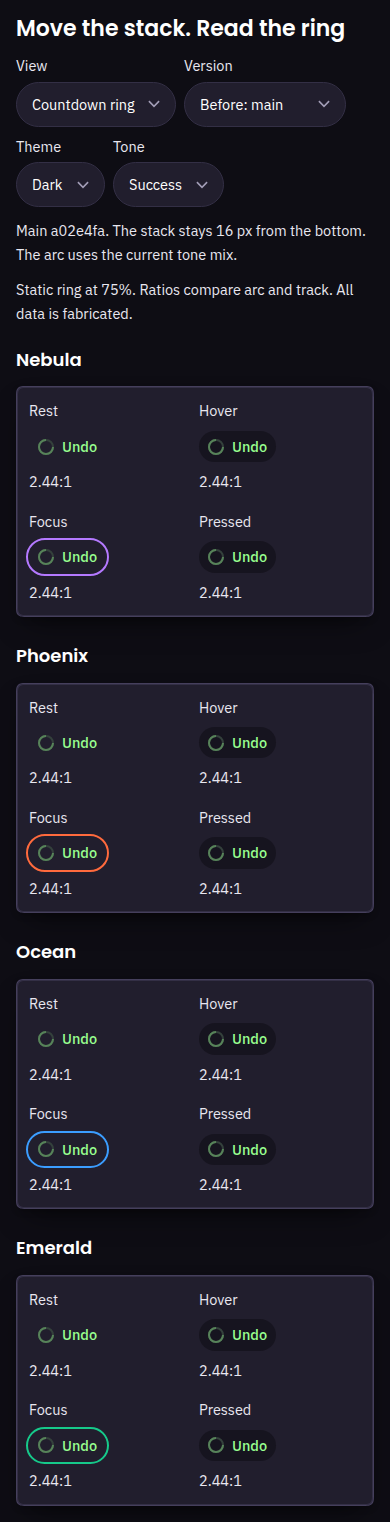 Move the stack. Read the ring
View Version
Countdown ring Before: main
Theme Tone
Dark Success
Main a02e4fa. The stack stays 16 px from the bottom.
The arc uses the current tone mix.
Static ring at 75%. Ratios compare arc and track. All
data is fabricated.
Nebula
Rest Hover
Undo Undo
2.44:1 2.44:1
Focus Pressed
Undo Undo
2.44:1 2.44:1
Phoenix
Rest Hover
Undo Undo
2.44:1 2.44:1
Focus Pressed
Undo Undo
2.44:1 2.44:1
Ocean
Rest Hover
Undo Undo
2.44:1 2.44:1
Focus Pressed
Undo Undo
2.44:1 2.44:1
Emerald
Rest Hover
Undo Undo
2.44:1 2.44:1
Focus Pressed
Undo Undo
2.44:1 2.44:1